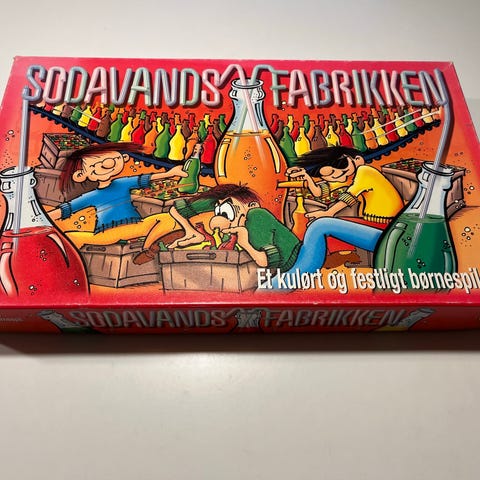 SODAVANDS FABRIKKEN
Et kulørt og festligt børnespil
SODAVANDS FABRIKKEN